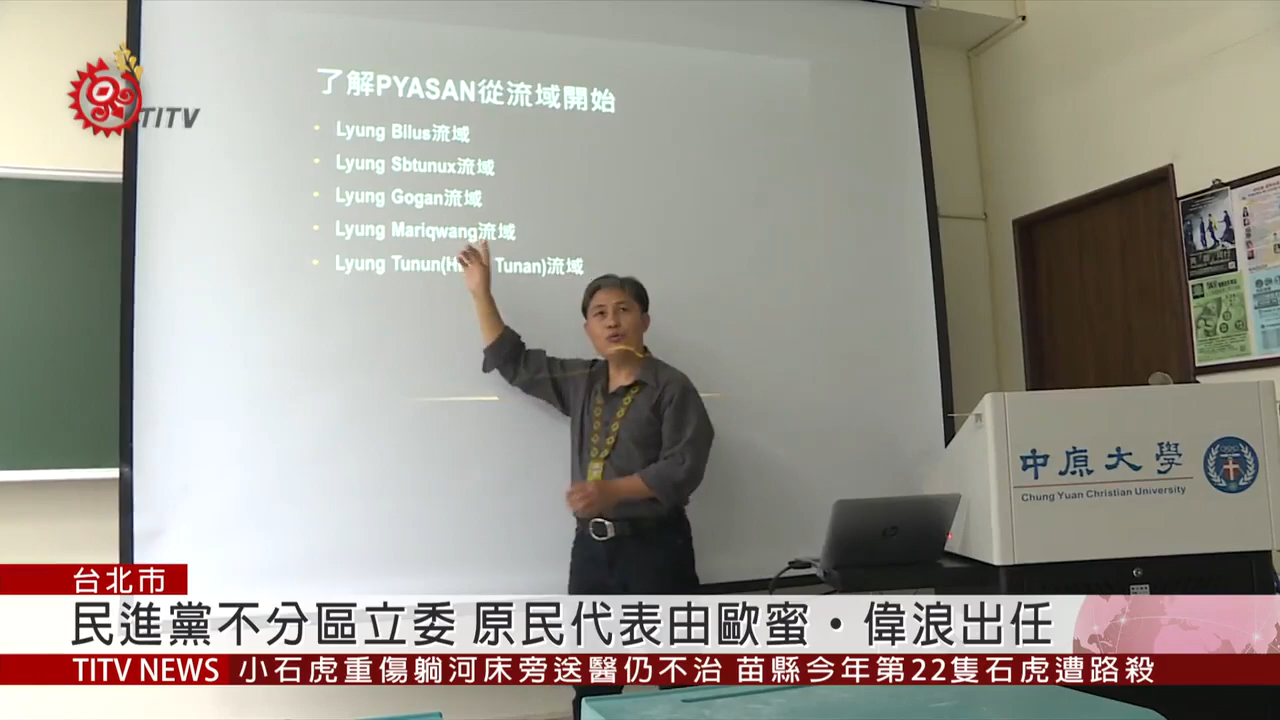 TITV
了解PYASAN從流域開始
• Lyung Bilus流域
• Lyung Sbtunux流域
• Lyung Gogan流域
• Lyung Mariqwang流域
• Lyung Tunun( Tunan)流域
中原大學
Chung Yuan Christian University
hp
台北市
民進黨不分區立委 原民代表由歐蜜・偉浪出任
TITV NEWS 小石虎重傷躺河床旁送醫仍不治 苗縣今年第22隻石虎遭路殺